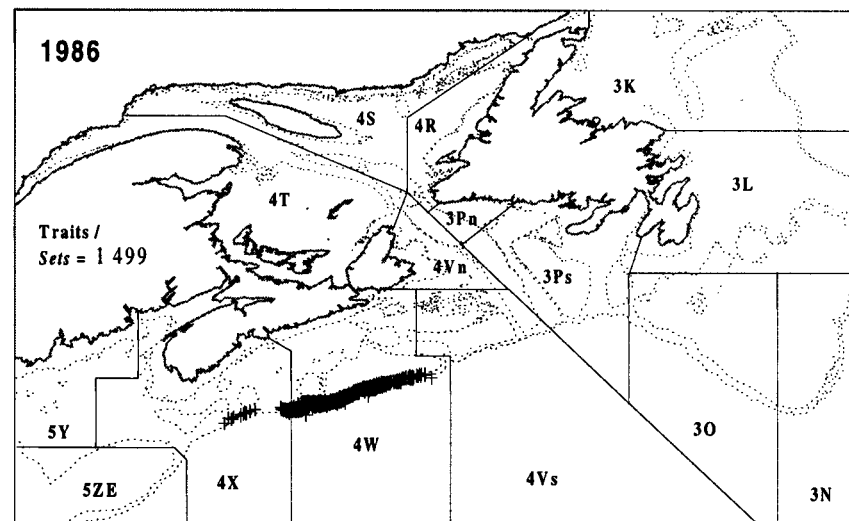 1986
3K
4S
4R
3L
4T
3Pn
Traits /
Sets = 1 499
4Vn
3Ps
5Y
3O
4W
5ZE
4X
4Vs
3N